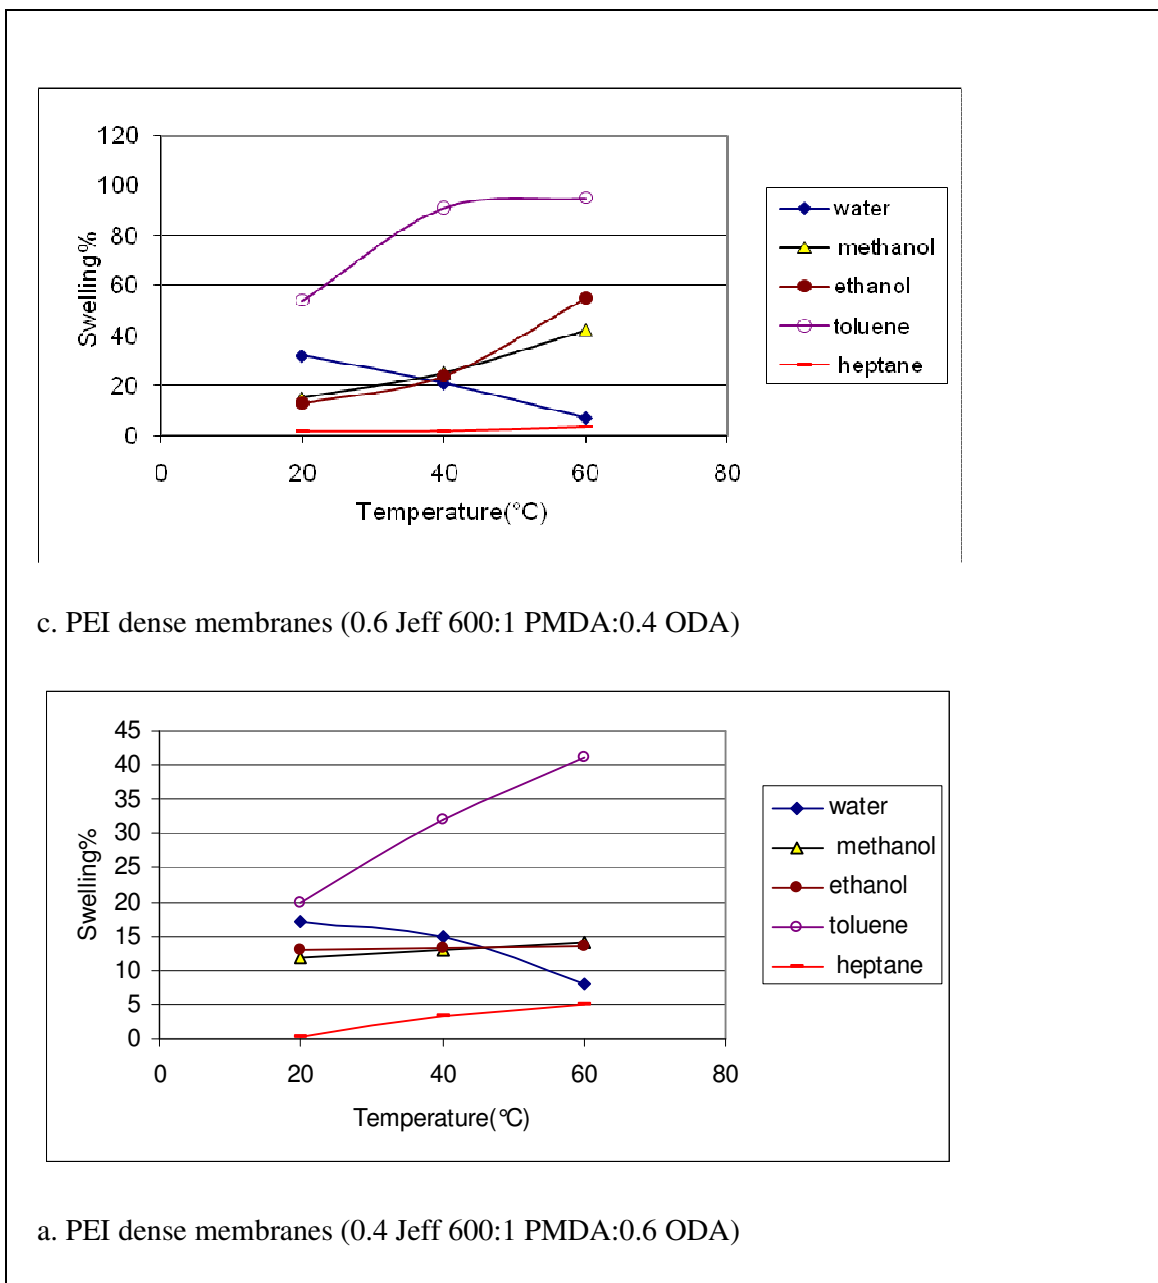 120
100
80
60
40
20
0
Swelling%
0 20 40 60 80
Temperature(°C)
water
methanol
ethanol
toluene
heptane
c. PEI dense membranes (0.6 Jeff 600:1 PMDA:0.4 ODA)
45
40
35
30
25
20
15
10
5
0
Swelling%
0 20 40 60 80
Temperature(°C)
water
methanol
ethanol
toluene
heptane
a. PEI dense membranes (0.4 Jeff 600:1 PMDA:0.6 ODA)